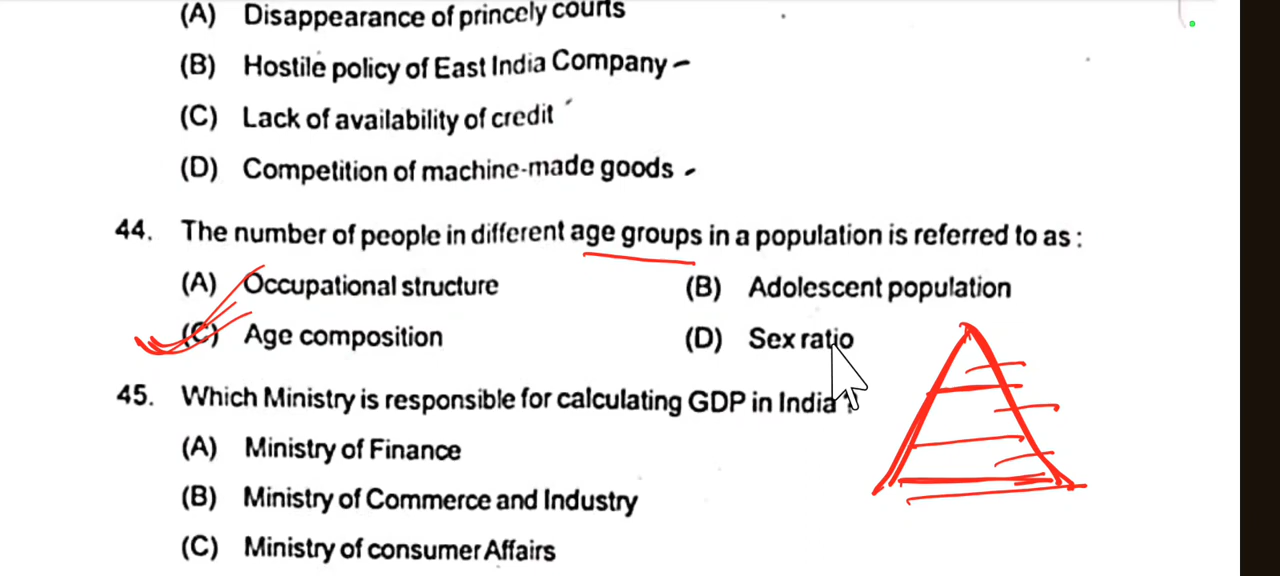 (A) Disappearance of princely courts
(B) Hostile policy of East India Company
(C) Lack of availability of credit
(D) Competition of machine-made goods
44. The number of people in different age groups in a population is referred to as :
(A) Occupational structure (B) Adolescent population
(C) Age composition (D) Sex ratio
45. Which Ministry is responsible for calculating GDP in India ?
(A) Ministry of Finance
(B) Ministry of Commerce and Industry
(C) Ministry of consumer Affairs